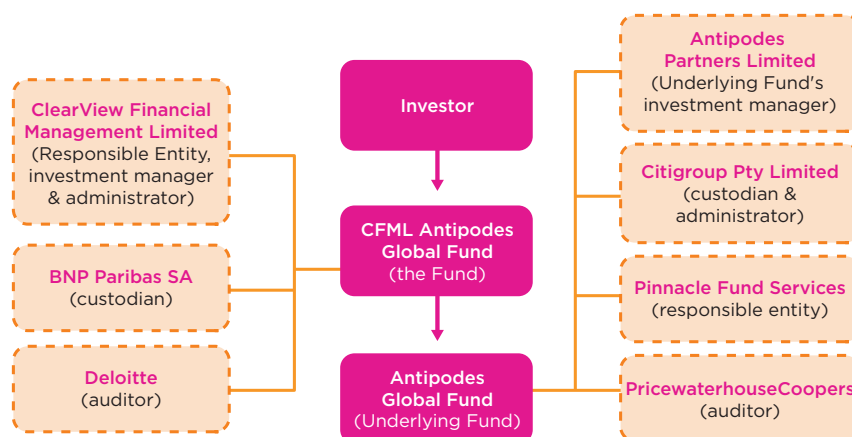 ClearView Financial
Management Limited
(Responsible Entity,
investment manager
& administrator)
BNP Paribas SA
(custodian)
Deloitte
(auditor)
Investor
CFML Antipodes
Global Fund
(the Fund)
Antipodes
Global Fund
(Underlying Fund)
Antipodes
Partners Limited
(Underlying Fund's
investment manager)
Citigroup Pty Limited
(custodian &
administrator)
Pinnacle Fund Services
(responsible entity)
PricewaterhouseCoopers
(auditor)